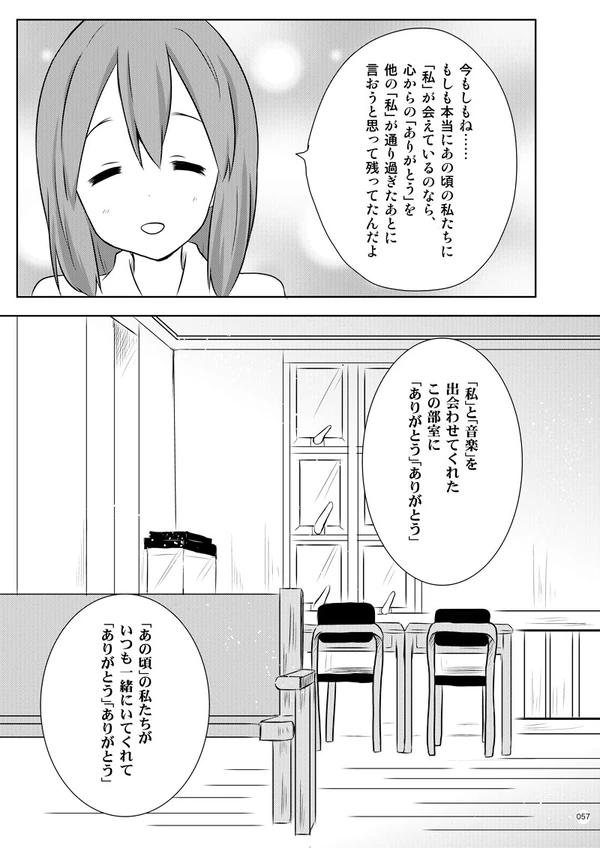 今もしもね……
もしも本当にあの頃の私たちに
「私」が会えているのなら、
心からの「ありがとう」を
他の「私」が通り過ぎたあとに
言おうと思って残ってたんだよ
「私」と「音楽」を
出会わせてくれた
この部室に
「ありがとう」「ありがとう」
「あの頃」の私たちが
いつも一緒にいてくれて
「ありがとう」「ありがとう」
057